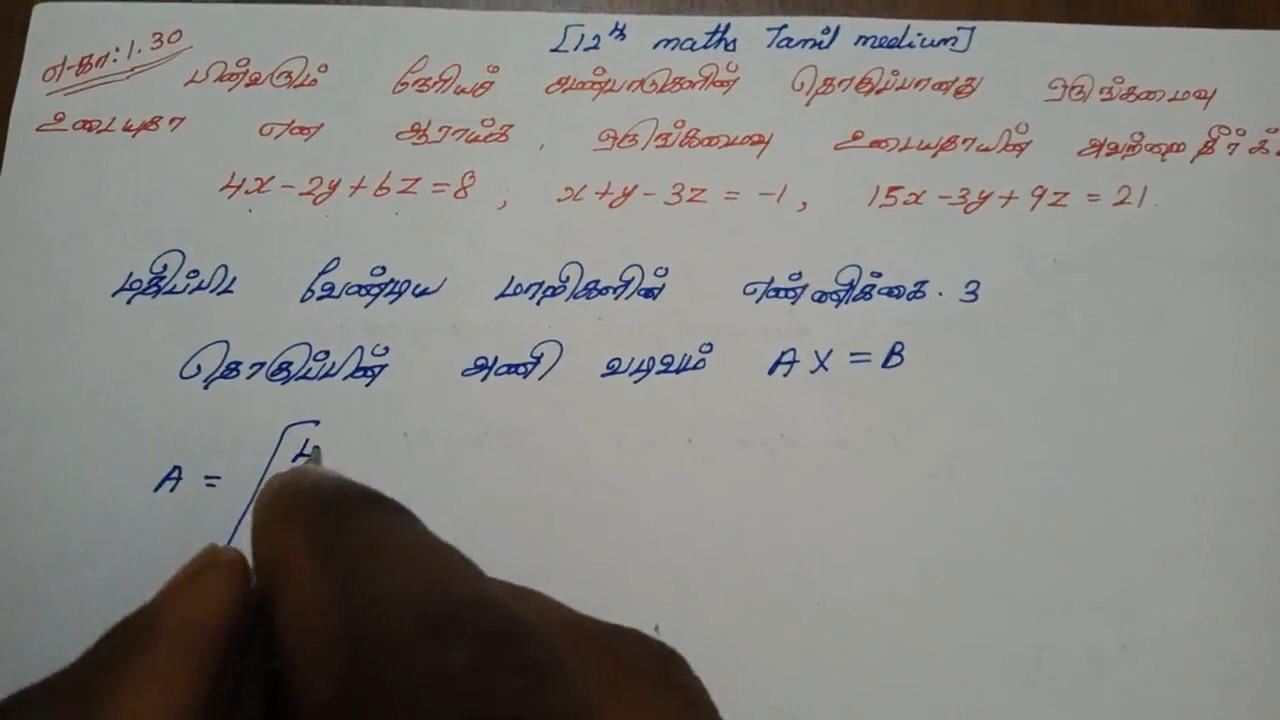 [12th maths Tamil medium]
எ-கா: 1.30
பின்வரும் நேரியச் சமன்பாடுகளின் தொகுப்பானது ஒருங்கமைவு
உடையதா என ஆராய்க. ஒருங்கமைவு உடையதாயின் அவற்றை தீர்க்
4x - 2y + 6z = 8 , x + y - 3z = -1 , 15x - 3y + 9z = 21.
மதிப்பிட வேண்டிய மாறிகளின் எண்ணிக்கை. 3
தொகுப்பின் அணி வடிவம் AX = B
A = [ 4